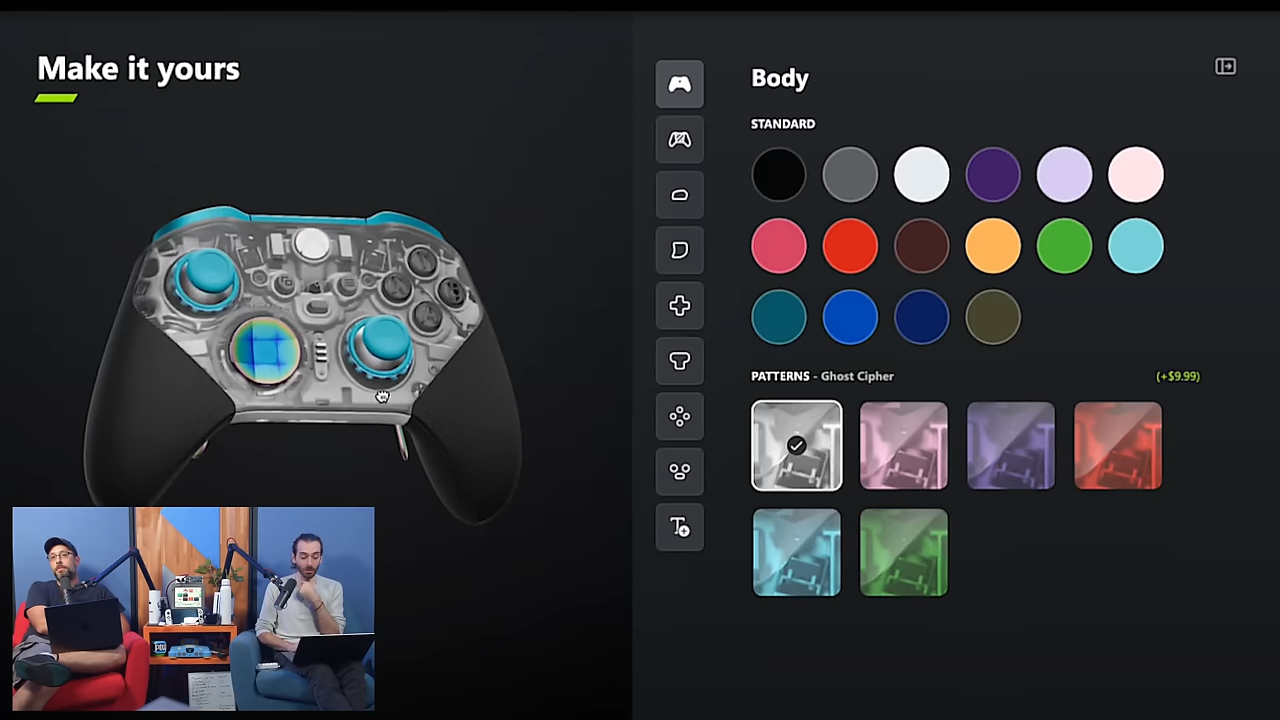 Make it yours
Body
STANDARD
PATTERNS - Ghost Cipher
(+$9.99)